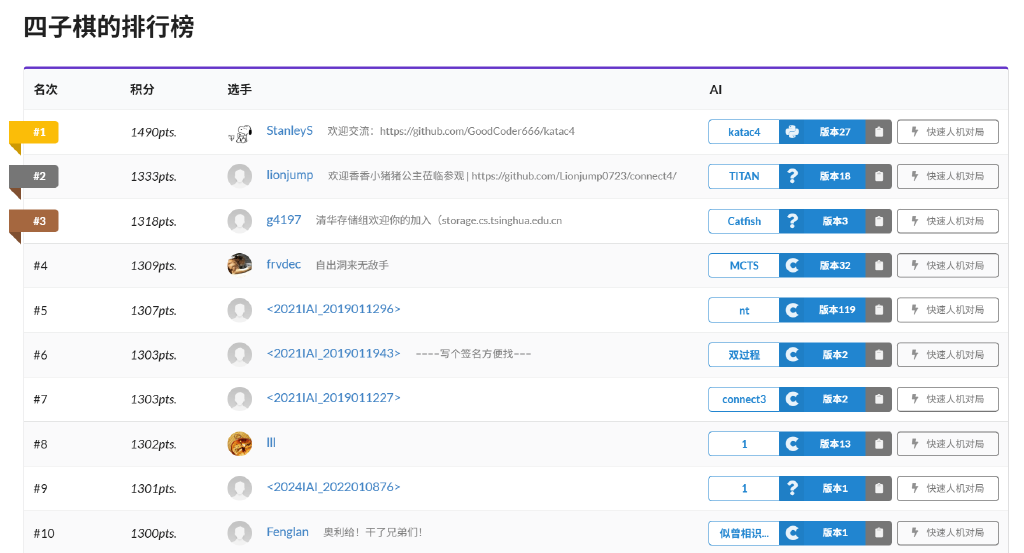 四子棋的排行榜
名次 积分 选手 AI
#1 1490pts. StanleyS 欢迎交流：https://github.com/GoodCoder666/katac4 katac4 版本27 快速人机对局
#2 1333pts. lionjump 欢迎香香小猪猪公主莅临参观 | https://github.com/Lionjump0723/connect4/ TITAN ? 版本18 快速人机对局
#3 1318pts. g4197 清华存储组欢迎你的加入（storage.cs.tsinghua.edu.cn Catfish ? 版本3 快速人机对局
#4 1309pts. frvdec 自出洞来无敌手 MCTS C 版本32 快速人机对局
#5 1307pts. <2021IAI_2019011296> nt C 版本119 快速人机对局
#6 1303pts. <2021IAI_2019011943> ----写个签名方便找--- 双过程 C 版本2 快速人机对局
#7 1303pts. <2021IAI_2019011227> connect3 C 版本2 快速人机对局
#8 1302pts. lll 1 C 版本13 快速人机对局
#9 1301pts. <2024IAI_2022010876> 1 ? 版本1 快速人机对局
#10 1300pts. Fenglan 奥利给！干了兄弟们！ 似曾相识... C 版本1 快速人机对局